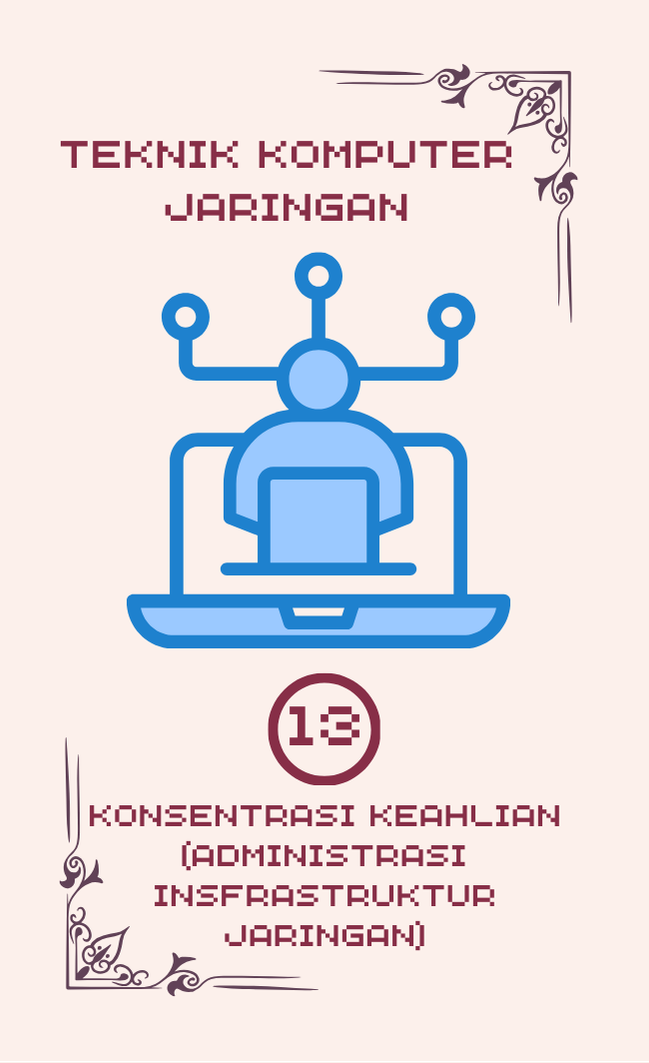 TEKNIK KOMPUTER
JARINGAN
13
KONSENTRASI KEAHLIAN
(ADMINISTRASI
INSFRASTRUKTUR
JARINGAN)